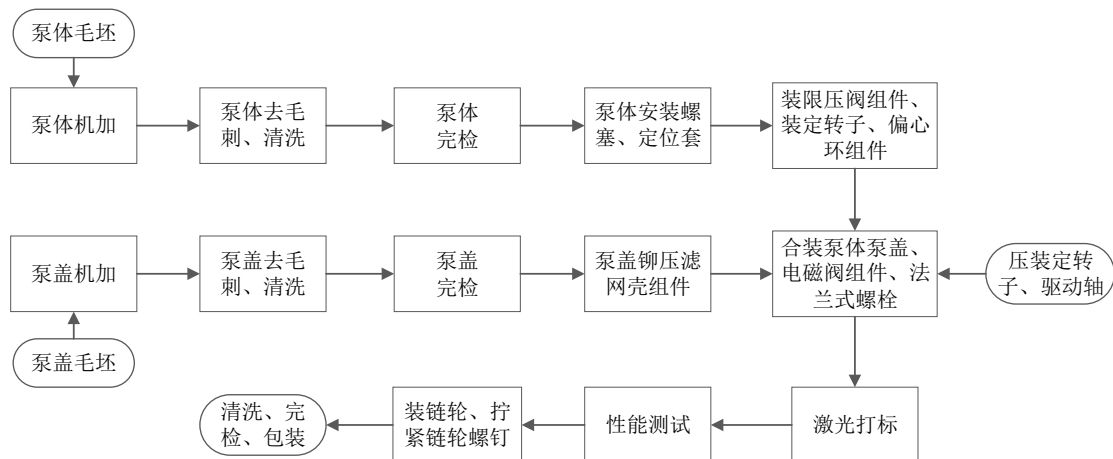 泵体毛坯
泵体机加
泵体去毛
刺、清洗
泵体
完检
泵体安装螺
塞、定位套
装限压阀组件、
装定转子、偏心
环组件
泵盖机加
泵盖去毛
刺、清洗
泵盖
完检
泵盖铆压滤
网壳组件
合装泵体泵盖、
电磁阀组件、法
兰式螺栓
压装定转
子、驱动轴
泵盖毛坯
清洗、完
检、包装
装链轮、拧
紧链轮螺钉
性能测试
激光打标